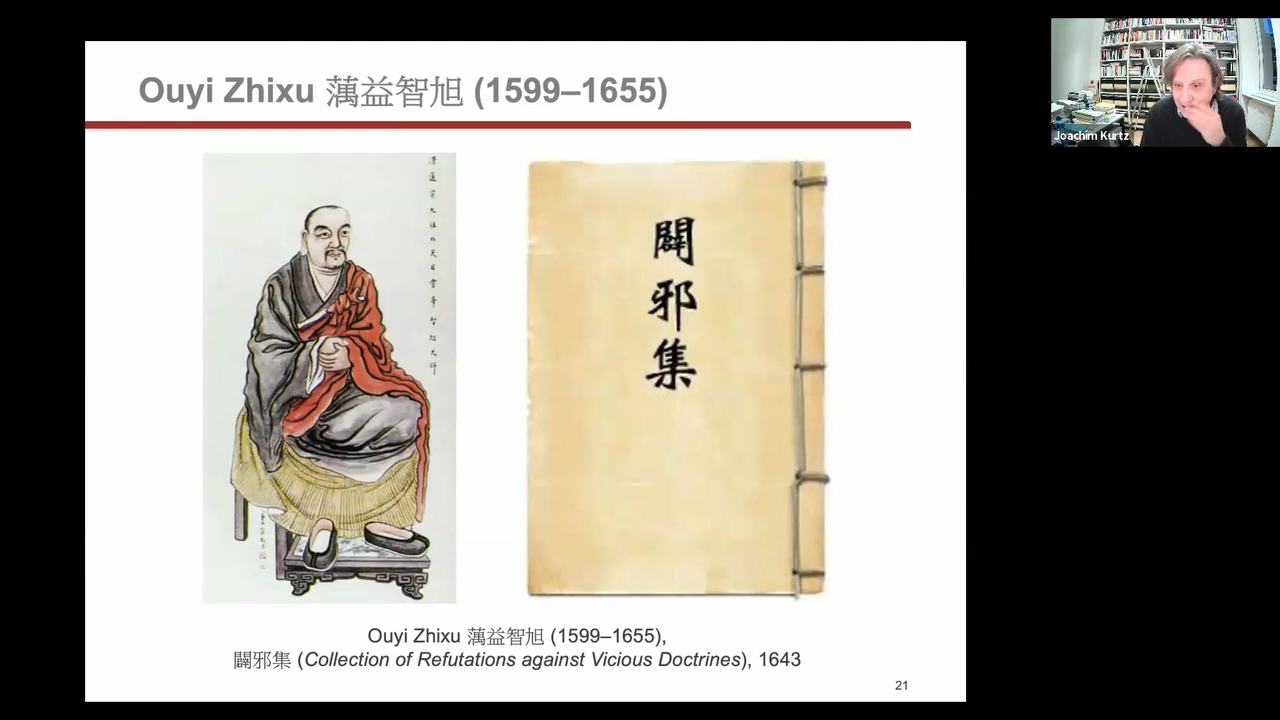 Ouyi Zhixu 蕅益智旭 (1599–1655)
Joachim Kurtz
闢
邪
集
Ouyi Zhixu 蕅益智旭 (1599–1655),
闢邪集 (Collection of Refutations against Vicious Doctrines), 1643
21